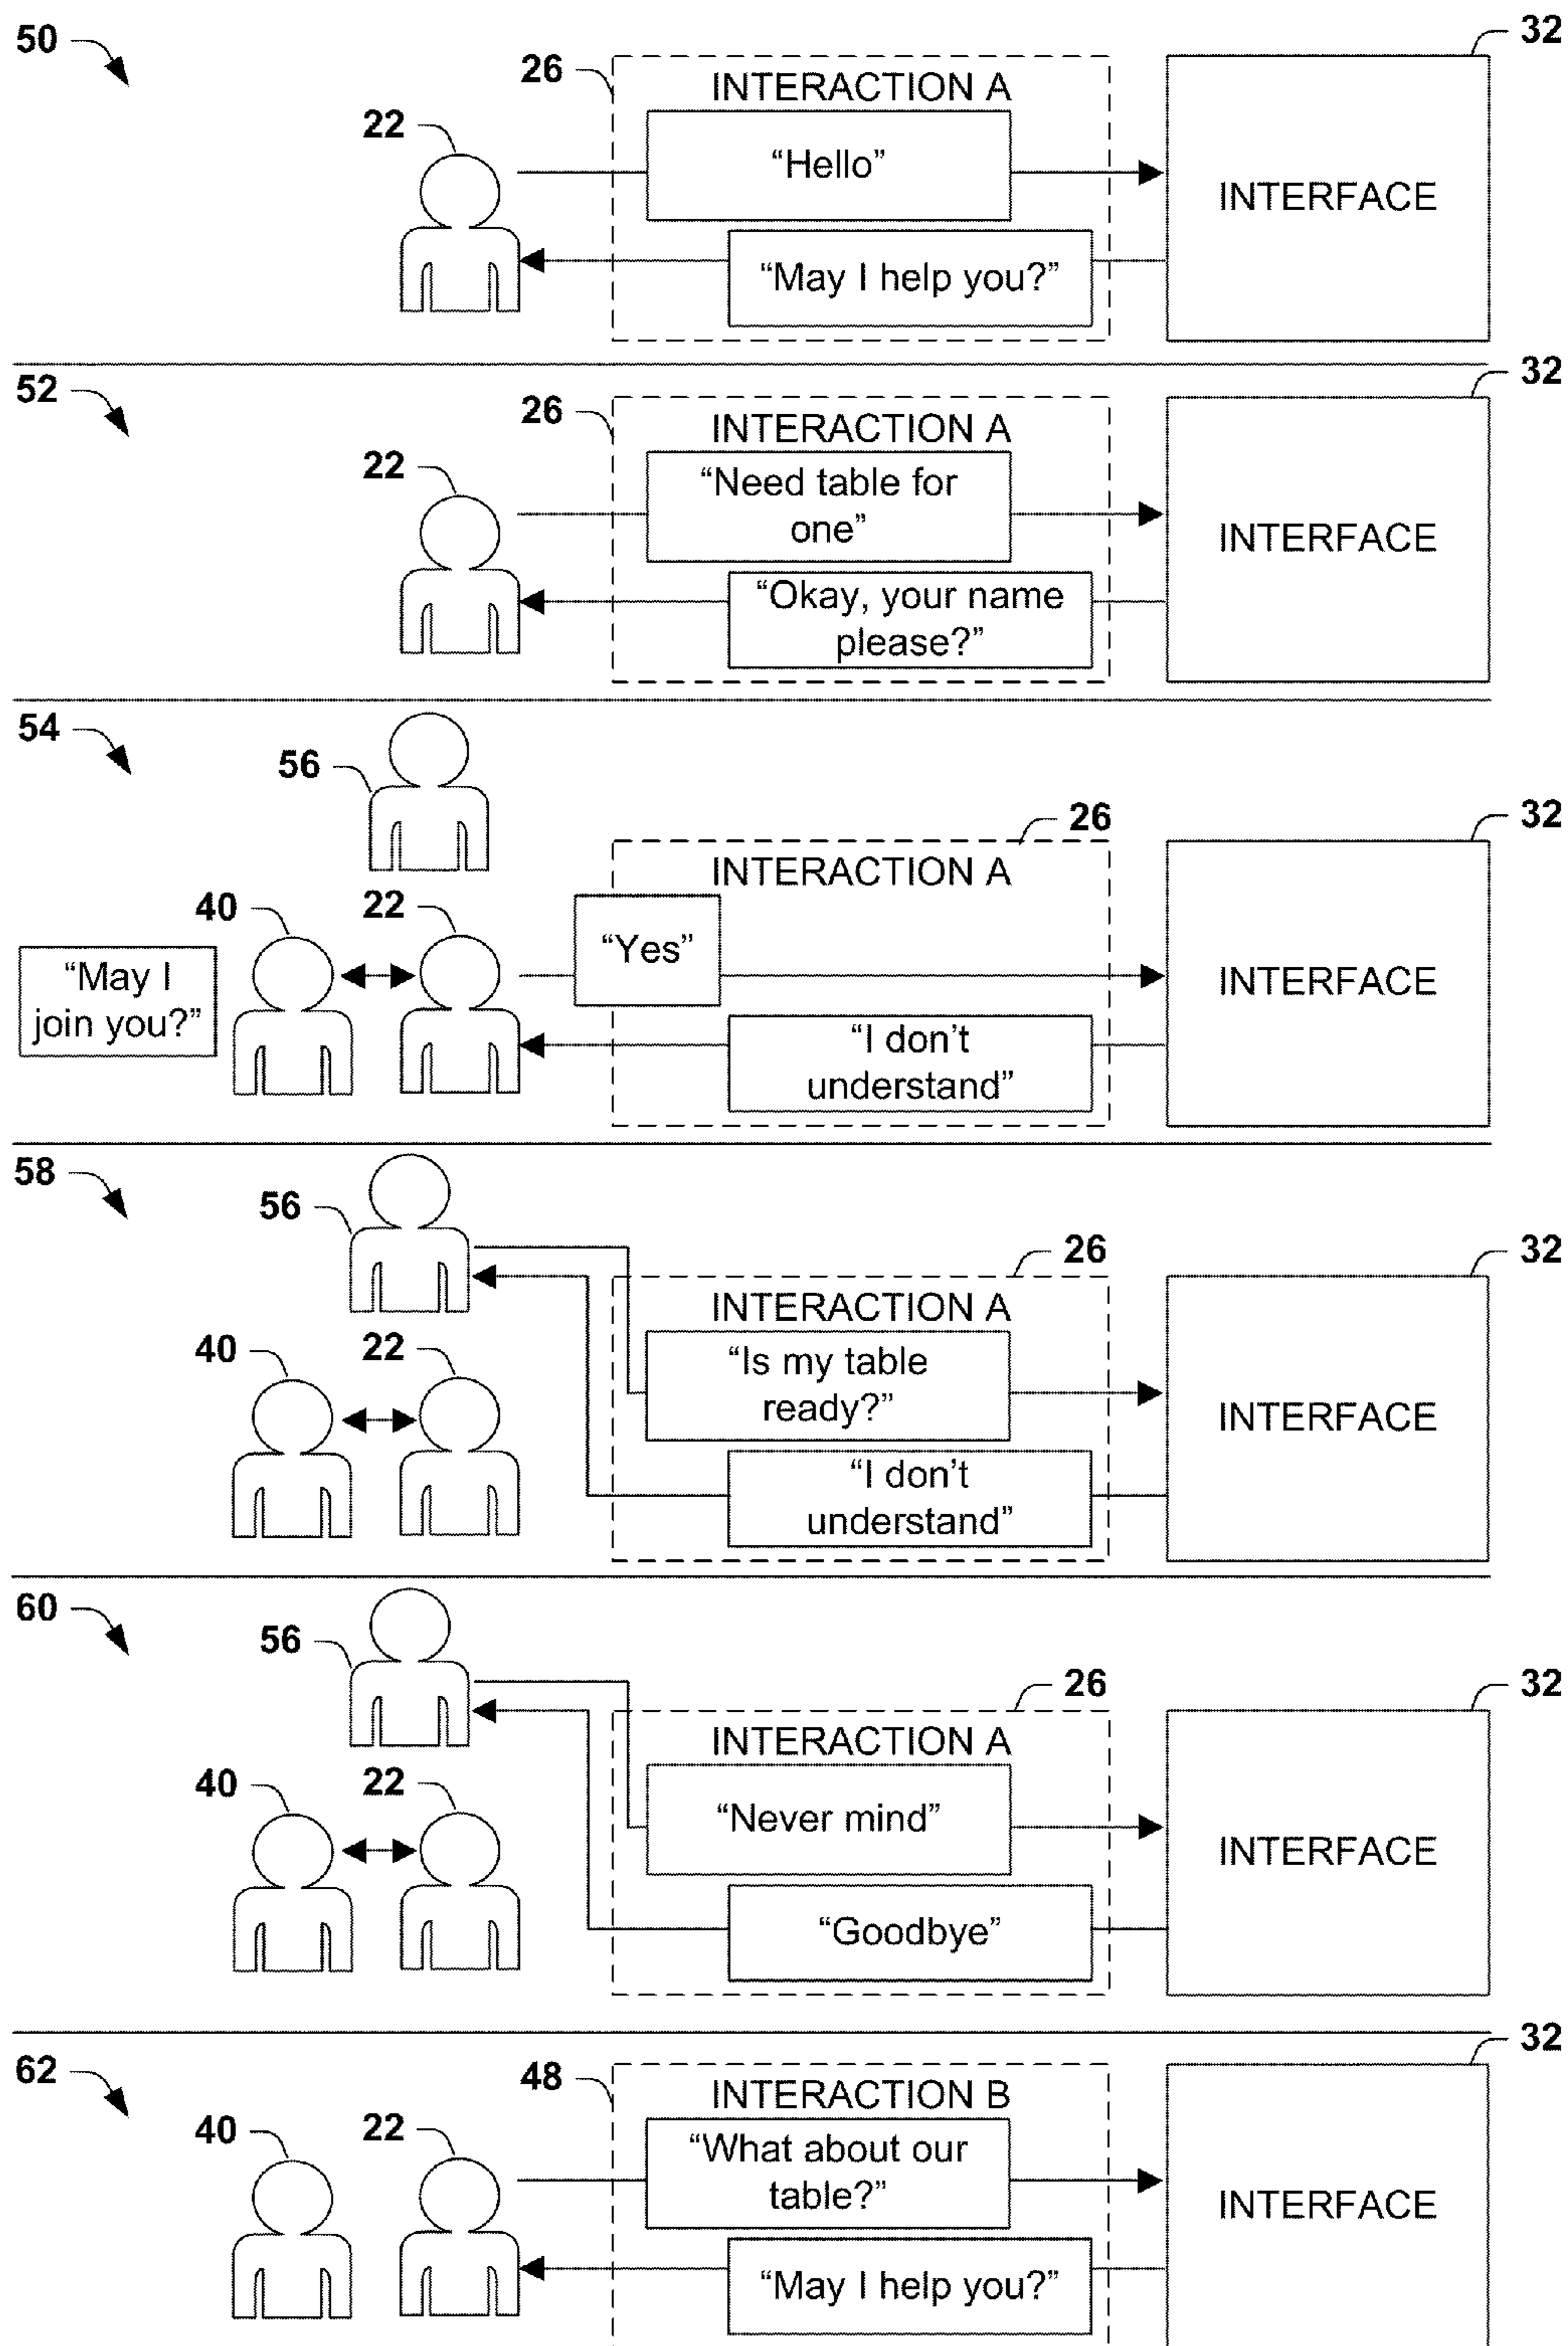 50
26
32
INTERACTION A
22
“Hello”
INTERFACE
“May I help you?”
52
26
32
INTERACTION A
22
“Need table for
one”
INTERFACE
“Okay, your name
please?”
54
56
26
32
INTERACTION A
40
22
“Yes”
“May I
join you?”
INTERFACE
“I don’t
understand”
58
56
26
32
INTERACTION A
40
22
“Is my table
ready?”
INTERFACE
“I don’t
understand”
60
56
26
32
INTERACTION A
40
22
“Never mind”
INTERFACE
“Goodbye”
62
48
32
INTERACTION B
40
22
“What about our
table?”
INTERFACE
“May I help you?”